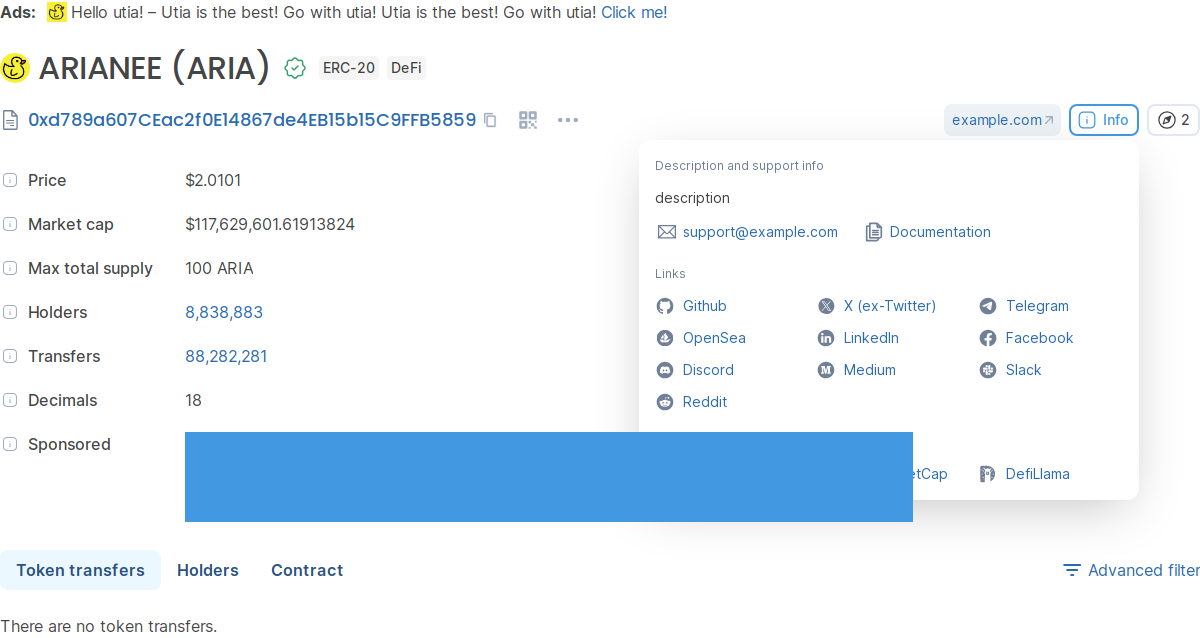 Ads: Hello utia! – Utia is the best! Go with utia! Utia is the best! Go with utia! Click me!
ARIANEE (ARIA) ERC-20 DeFi
0xd789a607CEac2f0E14867de4EB15b15C9FFB5859 example.com Info 2
Description and support info
description
support@example.com Documentation
Links
Github X (ex-Twitter) Telegram
OpenSea LinkedIn Facebook
Discord Medium Slack
Reddit
DefiLlama
Price $2.0101
Market cap $117,629,601.61913824
Max total supply 100 ARIA
Holders 8,838,883
Transfers 88,282,281
Decimals 18
Sponsored
Token transfers Holders Contract Advanced filter
There are no token transfers.